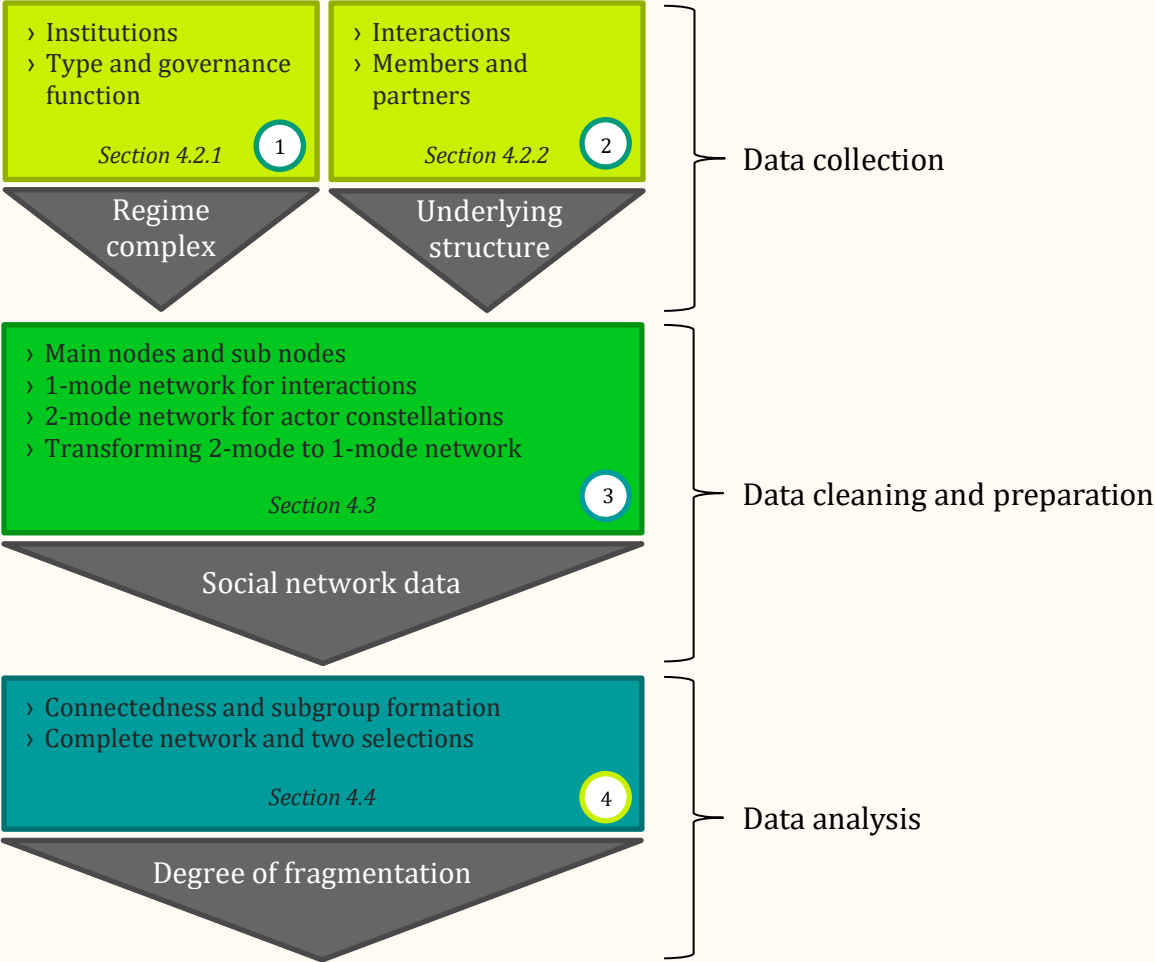 › Institutions
› Type and governance
function
Section 4.2.1
1
› Interactions
› Members and
partners
Section 4.2.2
2
Regime
complex
Underlying
structure
Data collection
› Main nodes and sub nodes
› 1-mode network for interactions
› 2-mode network for actor constellations
› Transforming 2-mode to 1-mode network
Section 4.3
3
Social network data
Data cleaning and preparation
› Connectedness and subgroup formation
› Complete network and two selections
Section 4.4
4
Degree of fragmentation
Data analysis